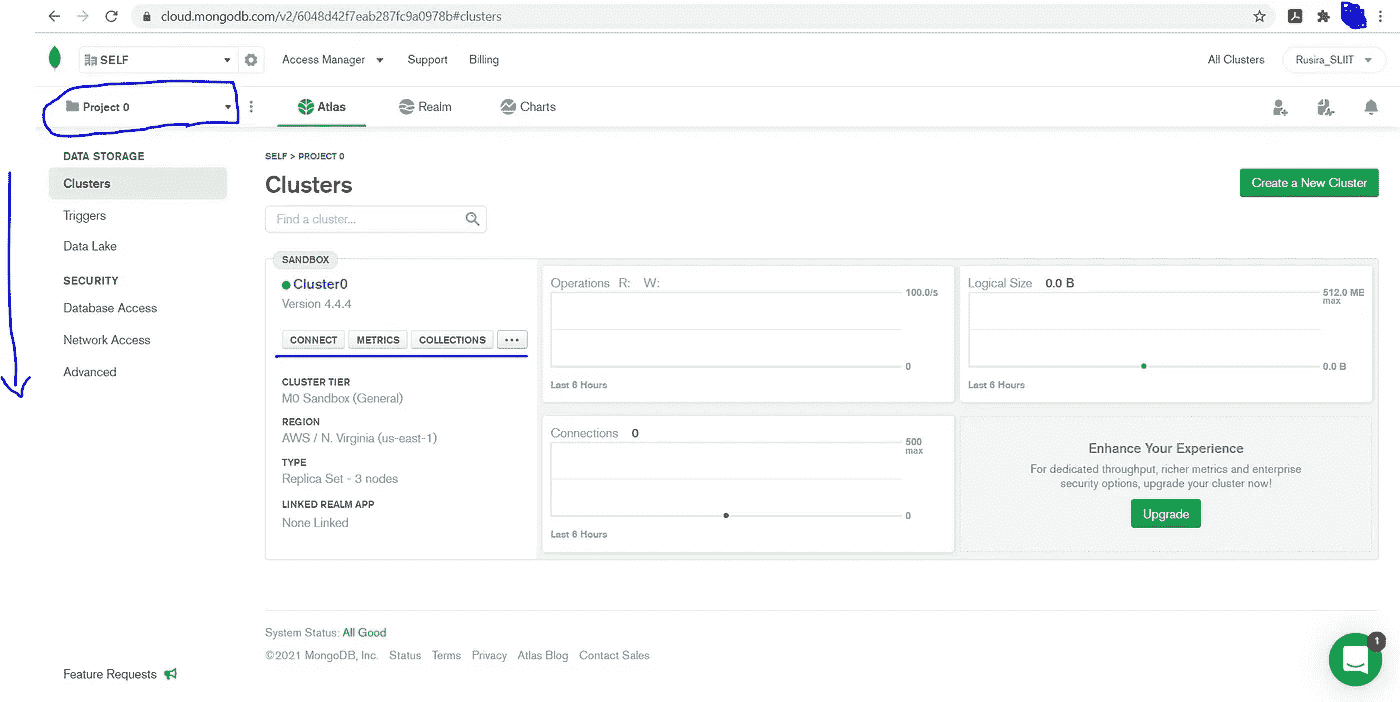 cloud.mongodb.com/v2/6048d42f7eab287fc9a0978b#clusters
SELF Access Manager Support Billing All Clusters Rusira_SLIIT
Project 0 Atlas Realm Charts
DATA STORAGE
Clusters
Triggers
Data Lake
SECURITY
Database Access
Network Access
Advanced
SELF > PROJECT 0
Clusters
Create a New Cluster
Find a cluster...
SANDBOX
Cluster0
Version 4.4.4
CONNECT METRICS COLLECTIONS ...
CLUSTER TIER
M0 Sandbox (General)
REGION
AWS / N. Virginia (us-east-1)
TYPE
Replica Set - 3 nodes
LINKED REALM APP
None Linked
Operations R: W:
100.0/s
0
Last 6 Hours
Logical Size 0.0 B
512.0 MB
max
0.0 B
Last 6 Hours
Connections 0
500
max
0
Last 6 Hours
Enhance Your Experience
For dedicated throughput, richer metrics and enterprise
security options, upgrade your cluster now!
Upgrade
System Status: All Good
©2021 MongoDB, Inc. Status Terms Privacy Atlas Blog Contact Sales
Feature Requests
1